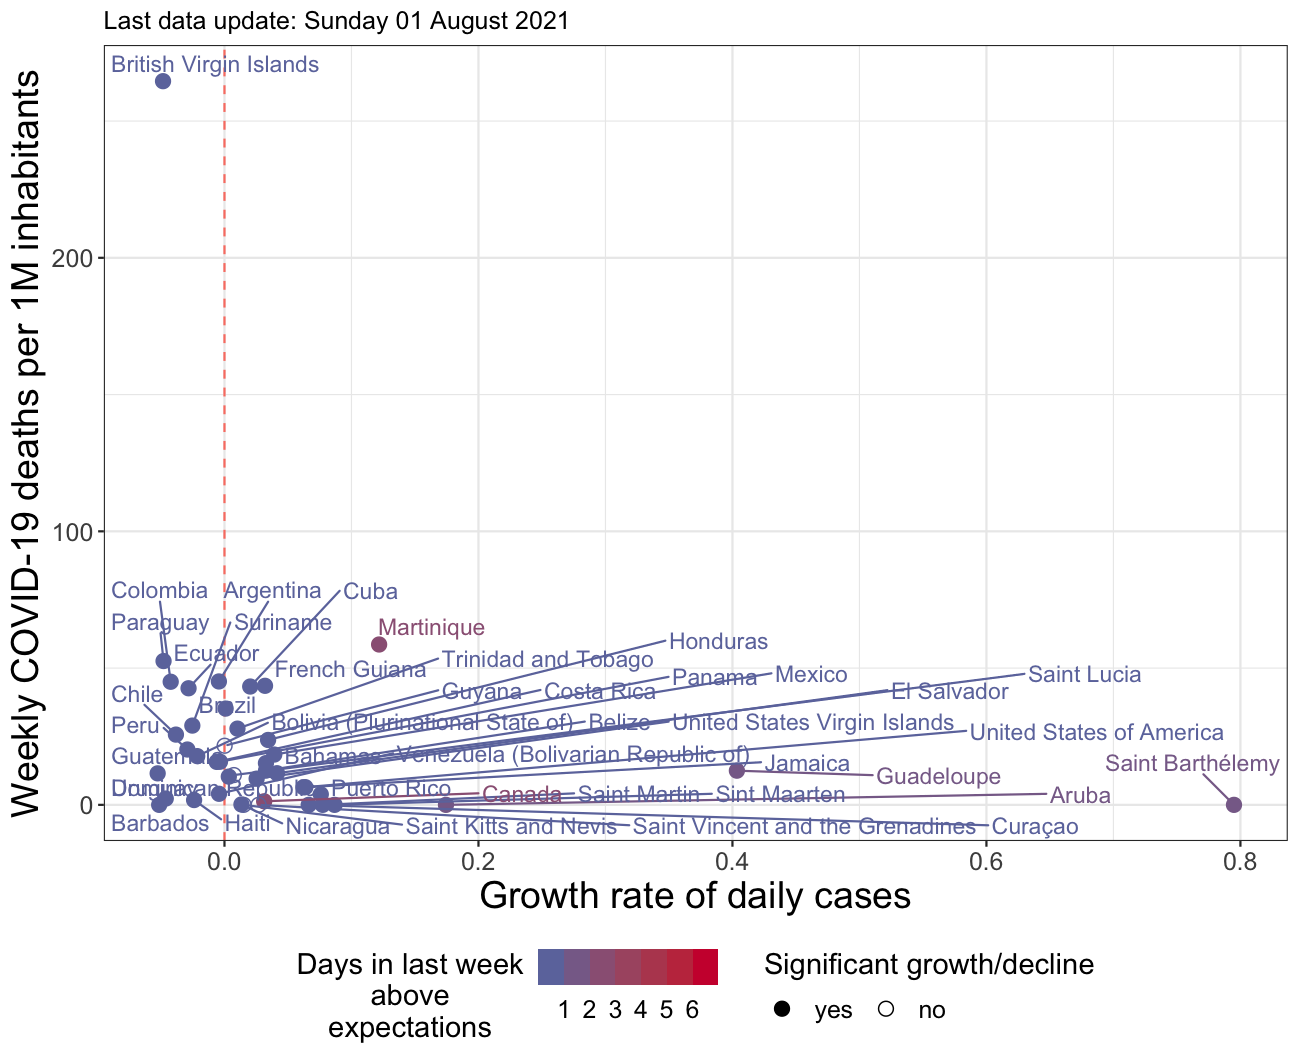 Last data update: Sunday 01 August 2021
Weekly COVID-19 deaths per 1M inhabitants
British Virgin Islands
200
100
0
Colombia
Argentina
Cuba
Paraguay
Suriname
Martinique
Honduras
Ecuador
Trinidad and Tobago
French Guiana
Panama
Mexico
Saint Lucia
Chile
Guyana
Costa Rica
El Salvador
Brazil
Peru
Bolivia (Plurinational State of)
Belize
United States Virgin Islands
United States of America
Guatemala
Bahamas
Venezuela (Bolivarian Republic of)
Jamaica
Saint Barthélemy
Guadeloupe
Uruguay
Dominican Republic
Puerto Rico
Canada
Saint Martin
Sint Maarten
Aruba
Barbados
Haiti
Nicaragua
Saint Kitts and Nevis
Saint Vincent and the Grenadines
Curaçao
0.0
0.2
0.4
0.6
0.8
Growth rate of daily cases
Days in last week
above
expectations
1 2 3 4 5 6
Significant growth/decline
yes
no